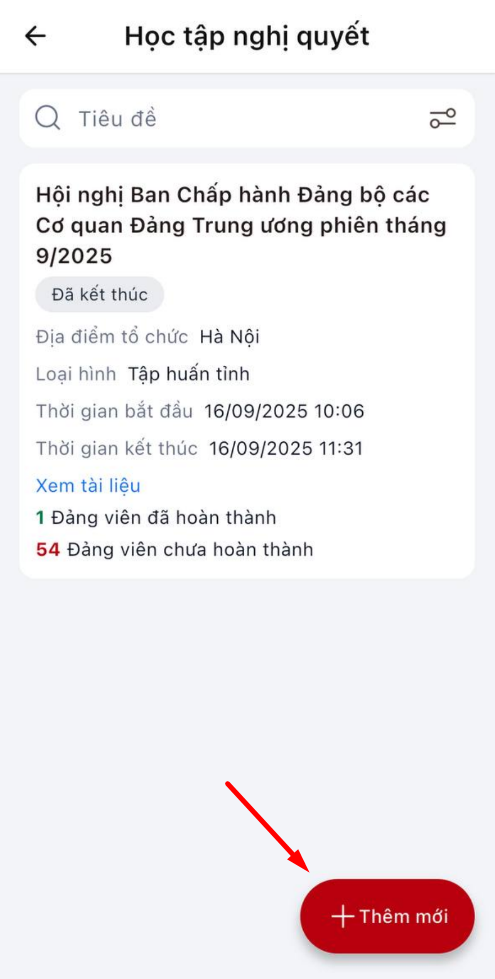 Học tập nghị quyết
Tiêu đề
Hội nghị Ban Chấp hành Đảng bộ các
Cơ quan Đảng Trung ương phiên tháng
9/2025
Đã kết thúc
Địa điểm tổ chức Hà Nội
Loại hình Tập huấn tỉnh
Thời gian bắt đầu 16/09/2025 10:06
Thời gian kết thúc 16/09/2025 11:31
Xem tài liệu
1 Đảng viên đã hoàn thành
54 Đảng viên chưa hoàn thành
Thêm mới